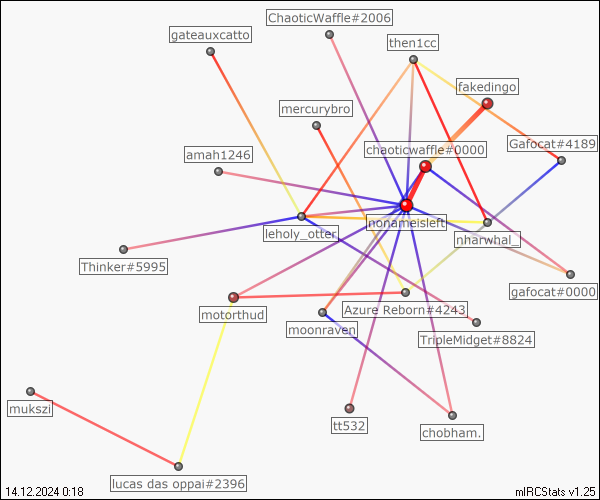 ChaoticWaffle#2006
gateauxcatto
then1cc
fakedingo
mercurybro
Gafocat#4189
chaoticwaffle#0000
amah1246
nonameisleft
leholy_otter
nharwhal_
Thinker#5995
gafocat#0000
motorthud
Azure Reborn#4243
moonraven
TripleMidget#8824
mukszi
tt532
chobham.
lucas das oppai#2396
14.12.2024 0:18
mIRCStats v1.25